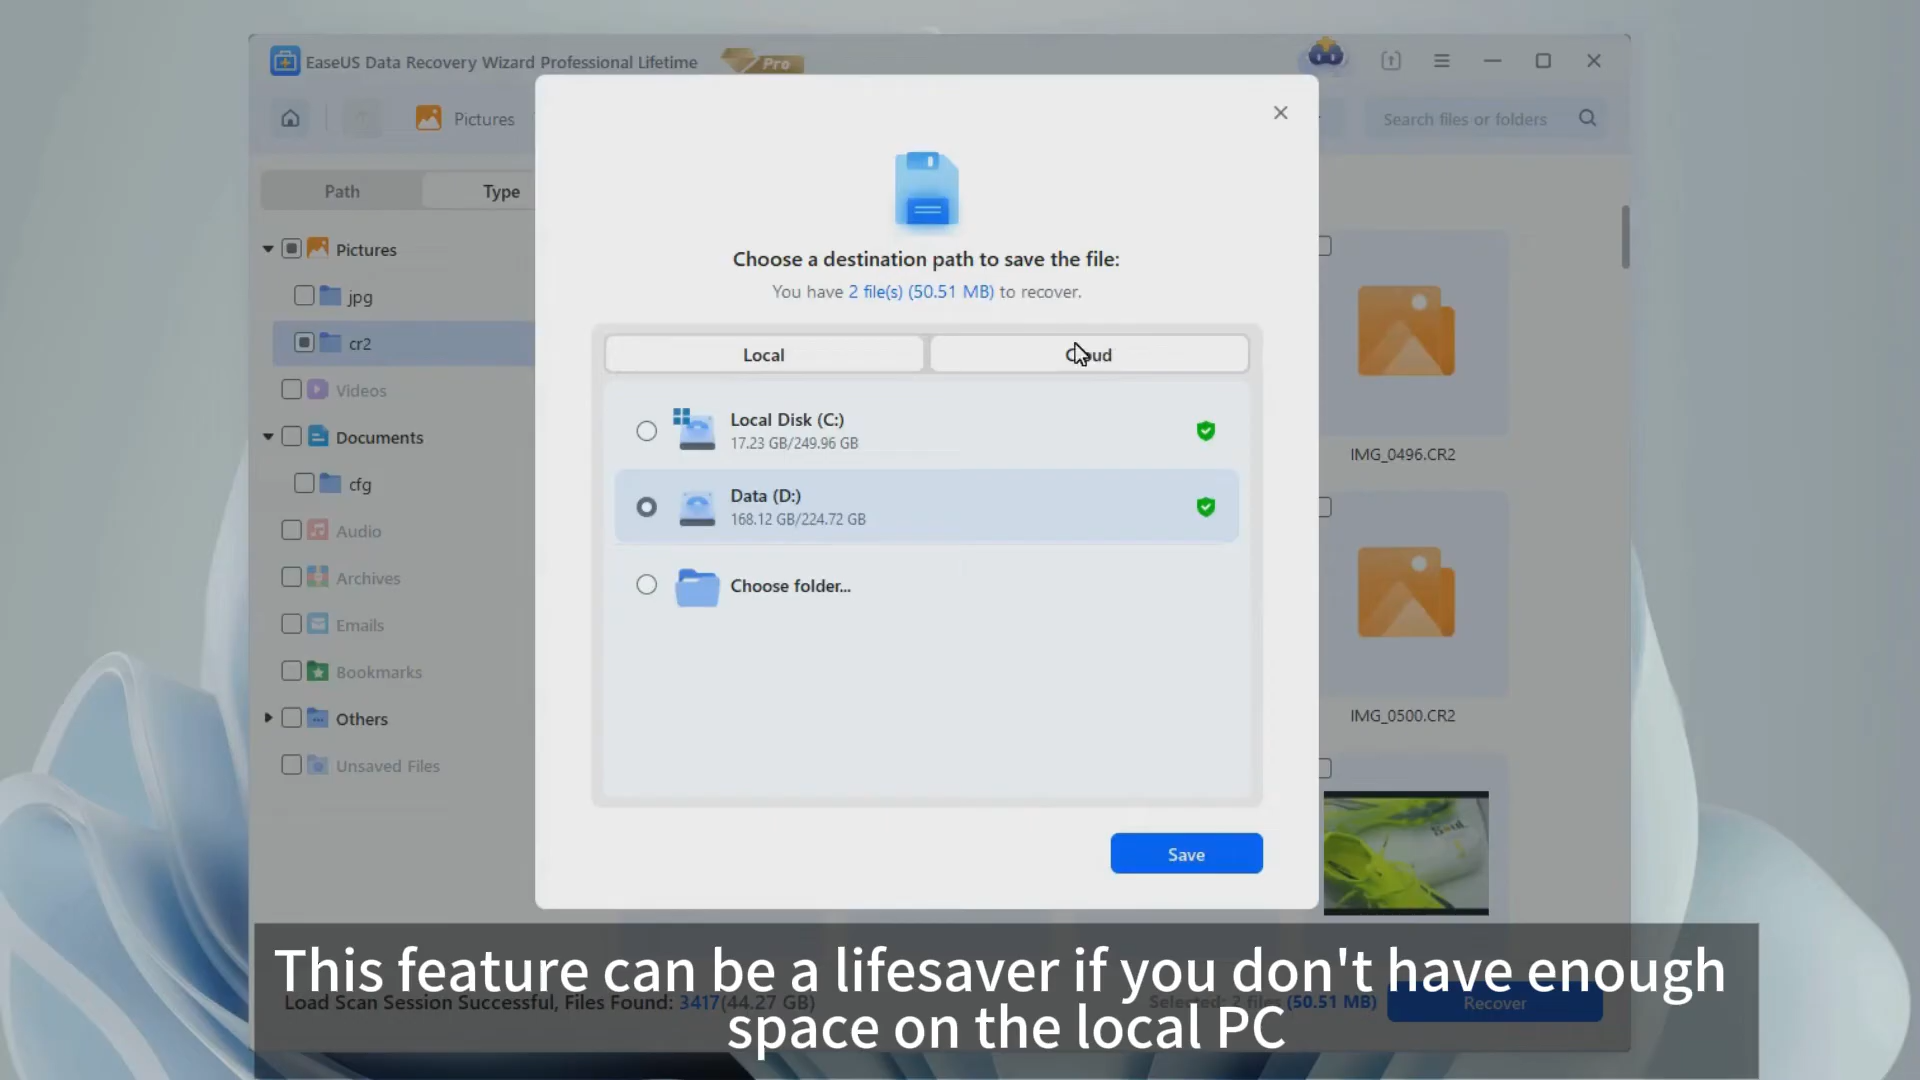 EaseUS Data Recovery Wizard Professional Lifetime
Pro
Pictures
Search files or folders
Path
Type
Pictures
jpg
cr2
Videos
Documents
cfg
Audio
Archives
Emails
Bookmarks
Others
Unsaved Files
Choose a destination path to save the file:
You have 2 file(s) (50.51 MB) to recover.
Local
Cloud
Local Disk (C:)
17.23 GB/249.96 GB
Data (D:)
168.12 GB/224.72 GB
Choose folder...
Save
IMG_0496.CR2
IMG_0500.CR2
Load Scan Session Successful, Files Found: 3417(44.27 GB)
Selected: 2 files (50.51 MB)
Recover
This feature can be a lifesaver if you don't have enough
space on the local PC